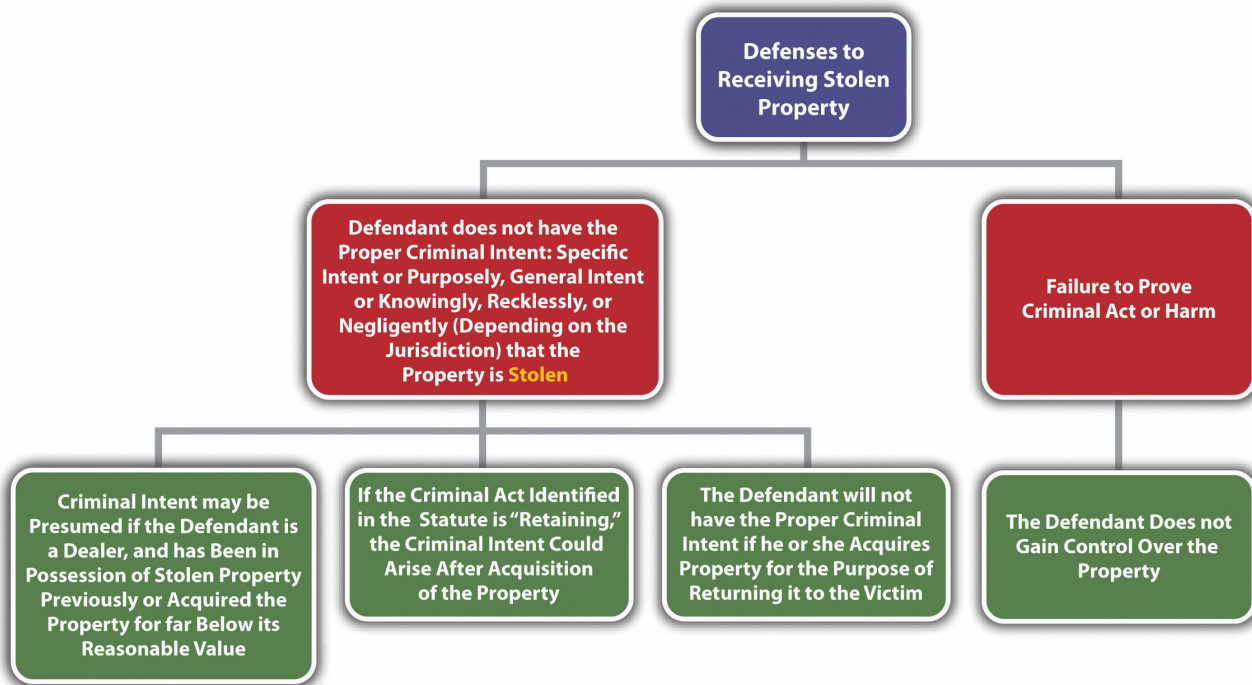 Defenses to
Receiving Stolen
Property
Defendant does not have the
Proper Criminal Intent: Specific
Intent or Purposely, General Intent
or Knowingly, Recklessly, or
Negligently (Depending on the
Jurisdiction) that the
Property is Stolen
Failure to Prove
Criminal Act or Harm
Criminal Intent may be
Presumed if the Defendant is
a Dealer, and has Been in
Possession of Stolen Property
Previously or Acquired the
Property for far Below its
Reasonable Value
If the Criminal Act Identified
in the Statute is “Retaining,”
the Criminal Intent Could
Arise After Acquisition
of the Property
The Defendant will not
have the Proper Criminal
Intent if he or she Acquires
Property for the Purpose of
Returning it to the Victim
The Defendant Does not
Gain Control Over the
Property